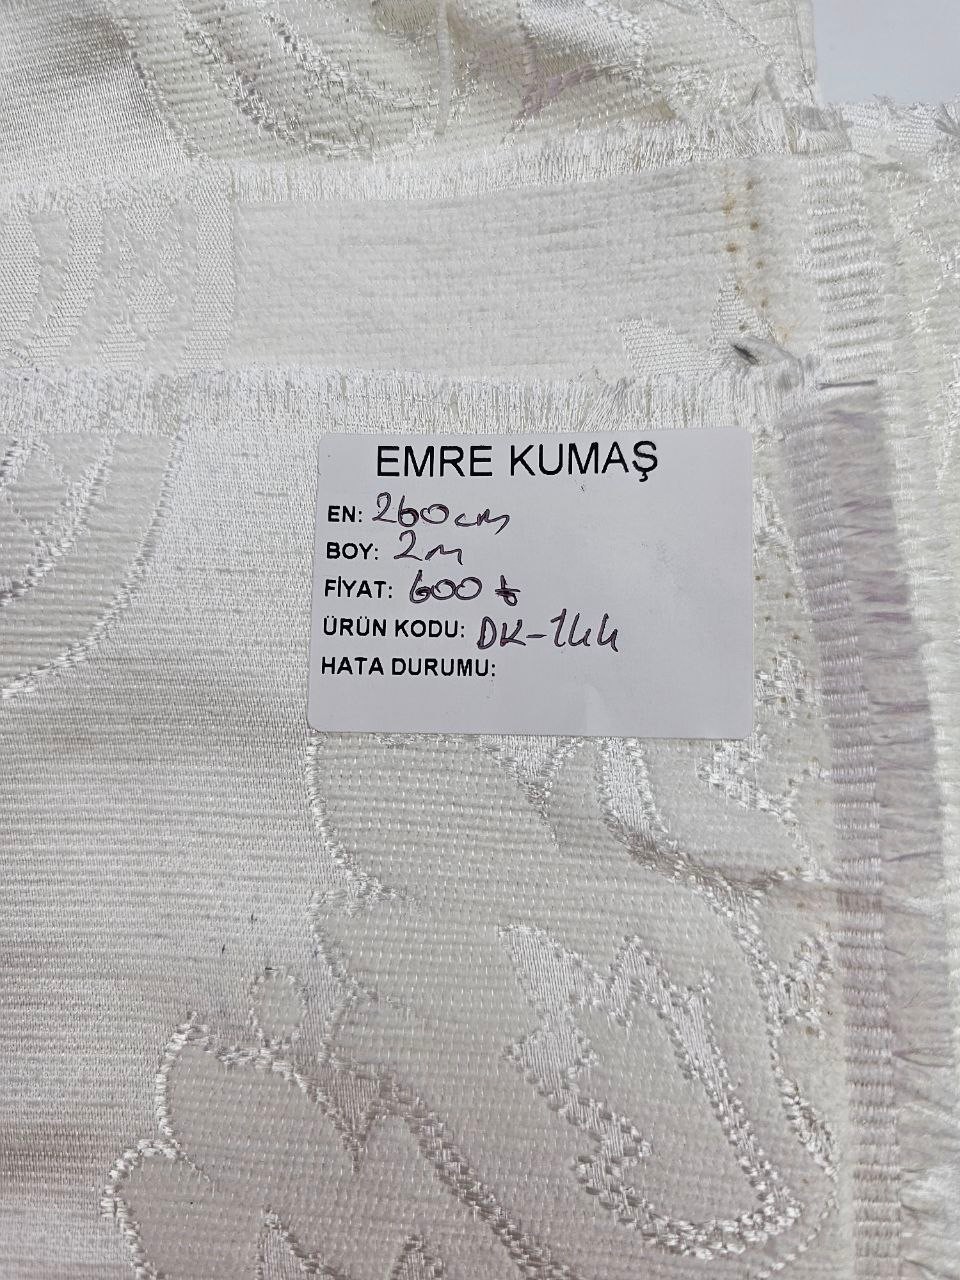 EMRE KUMAŞ
EN: 260cm
BOY: 2m
FİYAT: 600 ₺
ÜRÜN KODU: DK-144
HATA DURUMU: